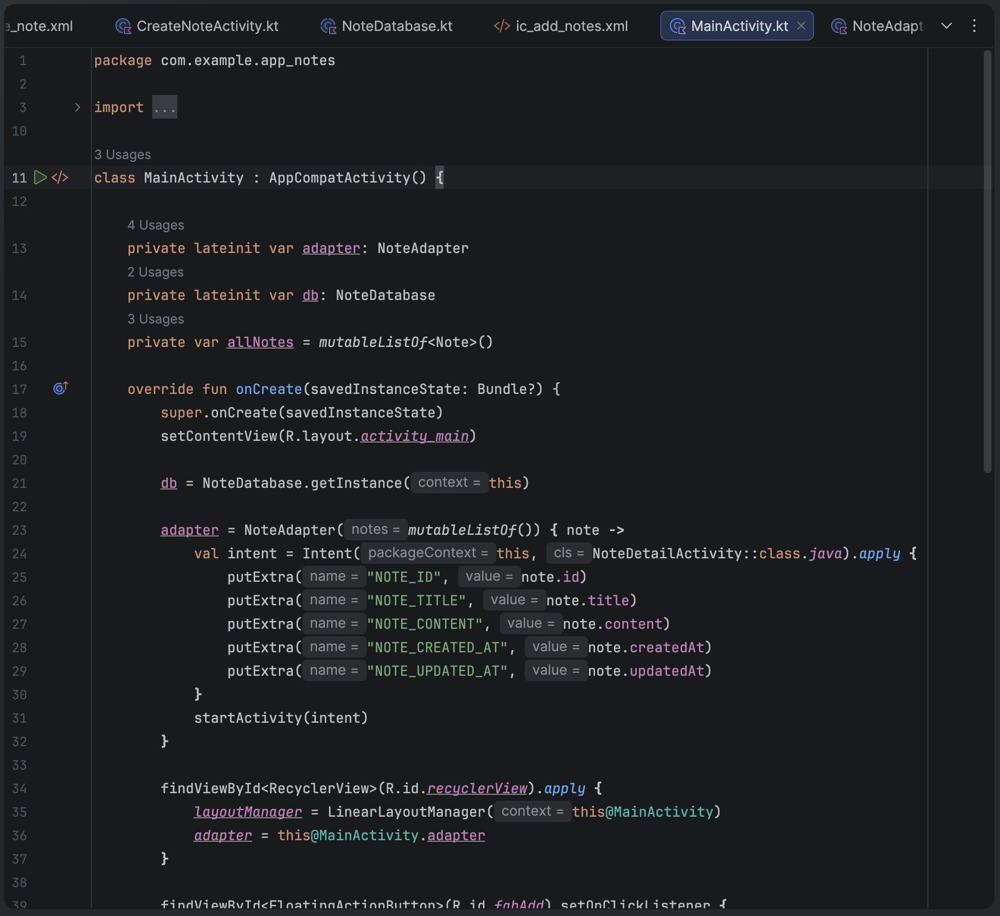 e_note.xml CreateNoteActivity.kt NoteDatabase.kt </> ic_add_notes.xml MainActivity.kt × NoteAdapt
1 package com.example.app_notes
2
3 import ...
10
3 Usages
11 </> class MainActivity : AppCompatActivity() {
12
4 Usages
13 private lateinit var adapter: NoteAdapter
2 Usages
14 private lateinit var db: NoteDatabase
3 Usages
15 private var allNotes = mutableListOf<Note>()
16
17 override fun onCreate(savedInstanceState: Bundle?) {
18 super.onCreate(savedInstanceState)
19 setContentView(R.layout.activity_main)
20
21 db = NoteDatabase.getInstance( context = this)
22
23 adapter = NoteAdapter( notes = mutableListOf()) { note ->
24 val intent = Intent( packageContext = this, cls = NoteDetailActivity::class.java).apply {
25 putExtra( name = "NOTE_ID", value = note.id)
26 putExtra( name = "NOTE_TITLE", value = note.title)
27 putExtra( name = "NOTE_CONTENT", value = note.content)
28 putExtra( name = "NOTE_CREATED_AT", value = note.createdAt)
29 putExtra( name = "NOTE_UPDATED_AT", value = note.updatedAt)
30 }
31 startActivity(intent)
32 }
33
34 findViewById<RecyclerView>(R.id.recyclerView).apply {
35 layoutManager = LinearLayoutManager( context = this@MainActivity)
36 adapter = this@MainActivity.adapter
37 }
38
39 findViewById<FloatingActionButton>(R.id.fabAdd).setOnClickListener {